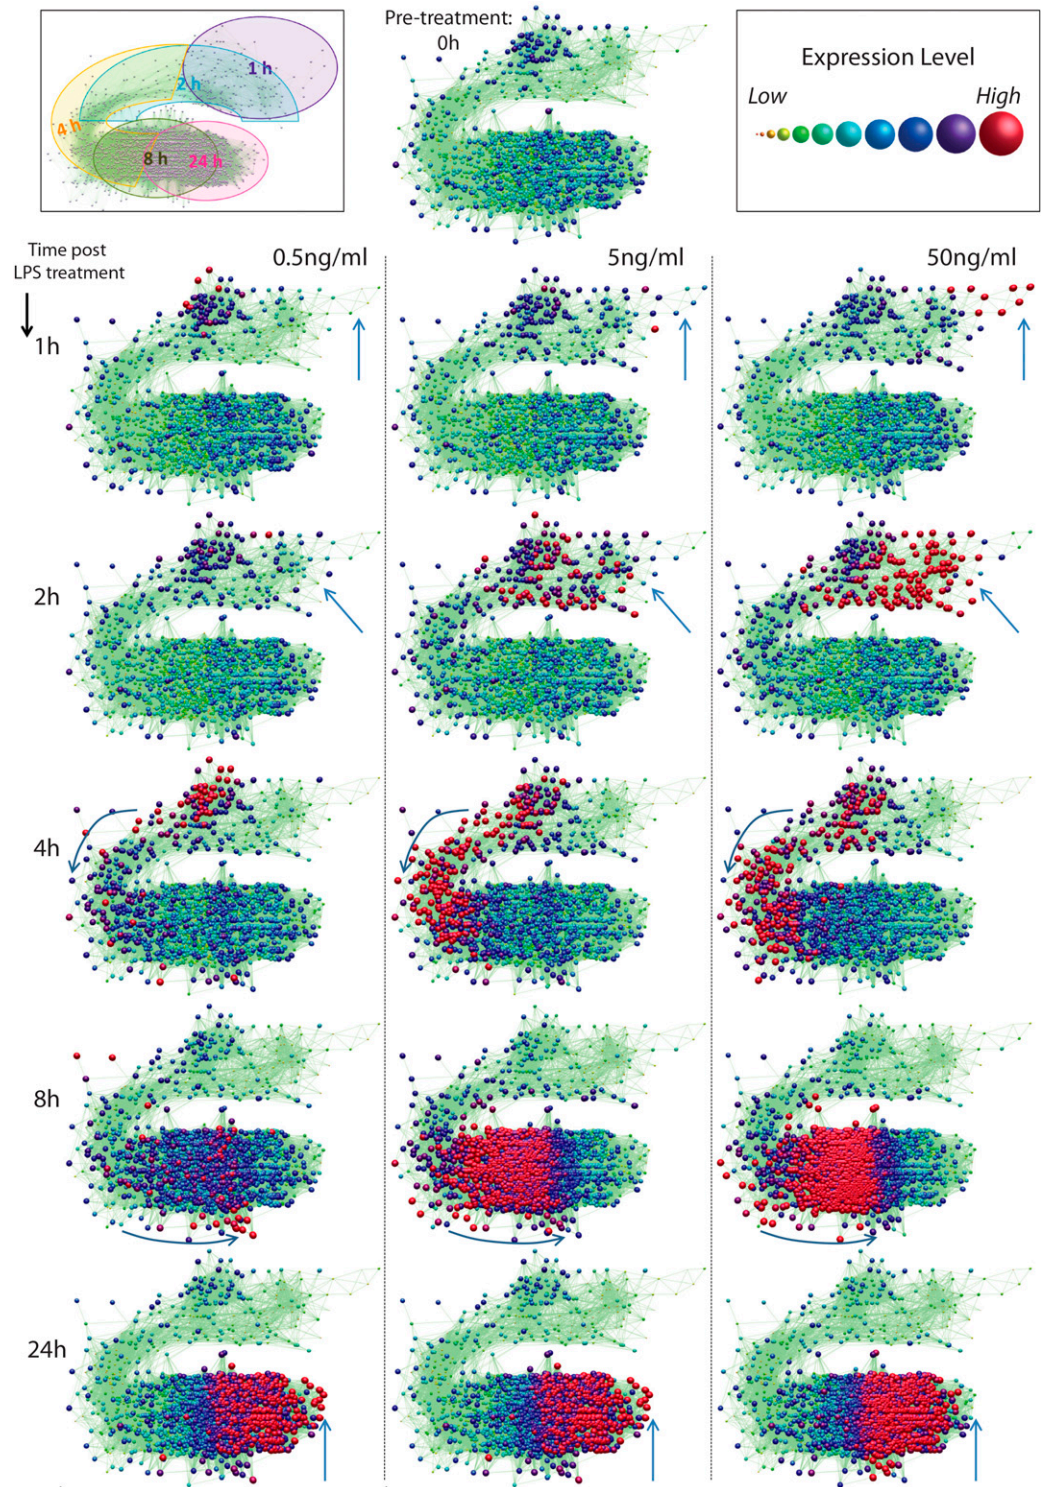 Pre-treatment:
0h
1 h
2 h
4 h
8 h
24 h
Expression Level
Low
High
Time post
LPS treatment
0.5ng/ml
5ng/ml
50ng/ml
1h
2h
4h
8h
24h